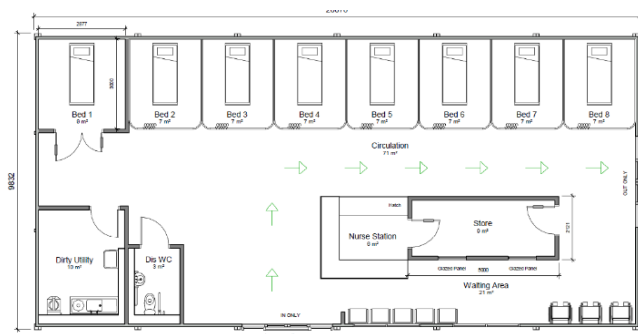 2977
3000
9832
Bed 1
9 m²
Bed 2
7 m²
Bed 3
7 m²
Bed 4
7 m²
Bed 5
7 m²
Bed 6
7 m²
Bed 7
7 m²
Bed 8
7 m²
Circulation
71 m²
OUT ONLY
Hatch
Nurse Station
6 m²
Store
9 m²
2121
Dirty Utility
10 m²
Dis WC
3 m²
Glazed Panel
5000
Glazed Panel
Waiting Area
21 m²
IN ONLY